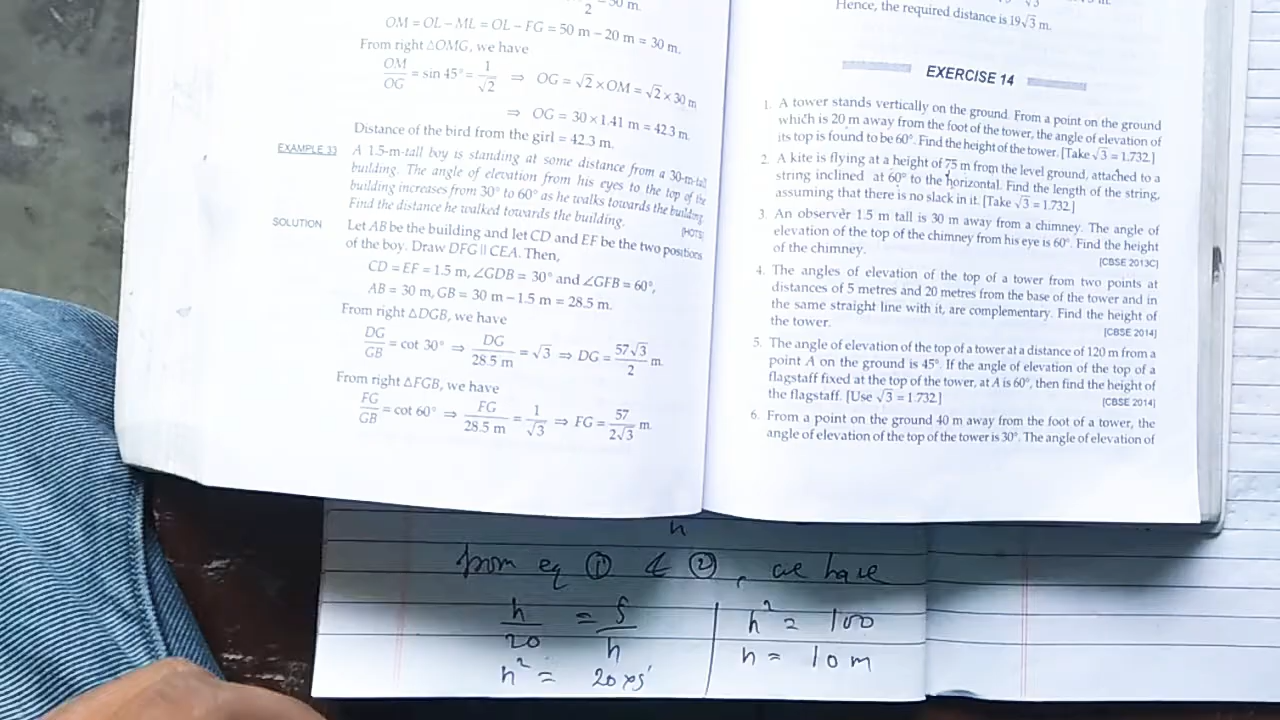 2
OM = OL – ML = OL – FG = 50 m – 20 m = 30 m.
From right △OMG, we have
OM/OG = sin 45° = 1/√2 ⇒ OG = √2 × OM = √2 × 30 m
⇒ OG = 30 × 1.41 m = 42.3 m.
Distance of the bird from the girl = 42.3 m.
EXAMPLE 33 A 1.5-m-tall boy is standing at some distance from a 30-m-tall
building. The angle of elevation from his eyes to the top of the
building increases from 30° to 60° as he walks towards the building.
Find the distance he walked towards the building. [HOTS]
SOLUTION Let AB be the building and let CD and EF be the two positions
of the boy. Draw DFG || CEA. Then,
CD = EF = 1.5 m, ∠GDB = 30° and ∠GFB = 60°,
AB = 30 m, GB = 30 m – 1.5 m = 28.5 m.
From right △DGB, we have
DG/GB = cot 30° ⇒ DG/28.5 m = √3 ⇒ DG = 57√3/2 m.
From right △FGB, we have
FG/GB = cot 60° ⇒ FG/28.5 m = 1/√3 ⇒ FG = 57/2√3 m.
Hence, the required distance is 19√3 m.
EXERCISE 14
1. A tower stands vertically on the ground. From a point on the ground
which is 20 m away from the foot of the tower, the angle of elevation of
its top is found to be 60°. Find the height of the tower. [Take √3 = 1.732]
2. A kite is flying at a height of 75 m from the level ground, attached to a
string inclined at 60° to the horizontal. Find the length of the string,
assuming that there is no slack in it. [Take √3 = 1.732]
3. An observer 1.5 m tall is 30 m away from a chimney. The angle of
elevation of the top of the chimney from his eye is 60°. Find the height
of the chimney. [CBSE 2013C]
4. The angles of elevation of the top of a tower from two points at
distances of 5 metres and 20 metres from the base of the tower and in
the same straight line with it, are complementary. Find the height of
the tower. [CBSE 2014]
5. The angle of elevation of the top of a tower at a distance of 120 m from a
point A on the ground is 45°. If the angle of elevation of the top of a
flagstaff fixed at the top of the tower, at A is 60°, then find the height of
the flagstaff. [Use √3 = 1.732] [CBSE 2014]
6. From a point on the ground 40 m away from the foot of a tower, the
angle of elevation of the top of the tower is 30°. The angle of elevation of
h
from eq ① & ②, we have
h/20 = 5/h
h² = 20×5
h² = 100
h = 10 m